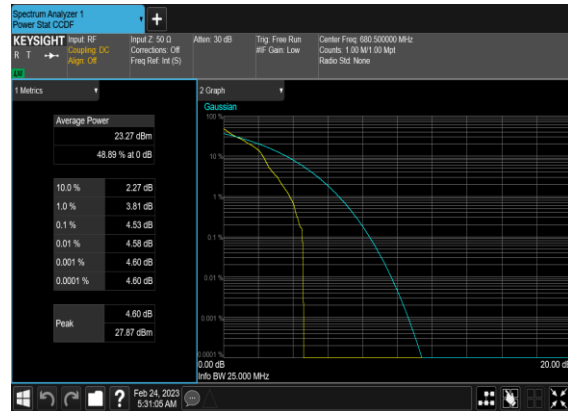 Spectrum Analyzer 1
Power Stat CCDF
KEYSIGHT
R T
LW
Input: RF
Coupling: DC
Align: Off
Input Z: 50 Ω
Corrections: Off
Freq Ref: Int (S)
Atten: 30 dB
Trig: Free Run
#IF Gain: Low
Center Freq: 680.500000 MHz
Counts: 1.00 M/1.00 Mpt
Radio Std: None
1 Metrics
Average Power
23.27 dBm
48.89 % at 0 dB
10.0 % 2.27 dB
1.0 % 3.81 dB
0.1 % 4.53 dB
0.01 % 4.58 dB
0.001 % 4.60 dB
0.0001 % 4.60 dB
Peak
4.60 dB
27.87 dBm
2 Graph
Gaussian
100 %
10 %
1 %
0.1 %
0.01 %
0.001 %
0.0001 %
0.00 dB
20.00 dB
Info BW 25.000 MHz
?
Feb 24, 2023
5:31:05 AM